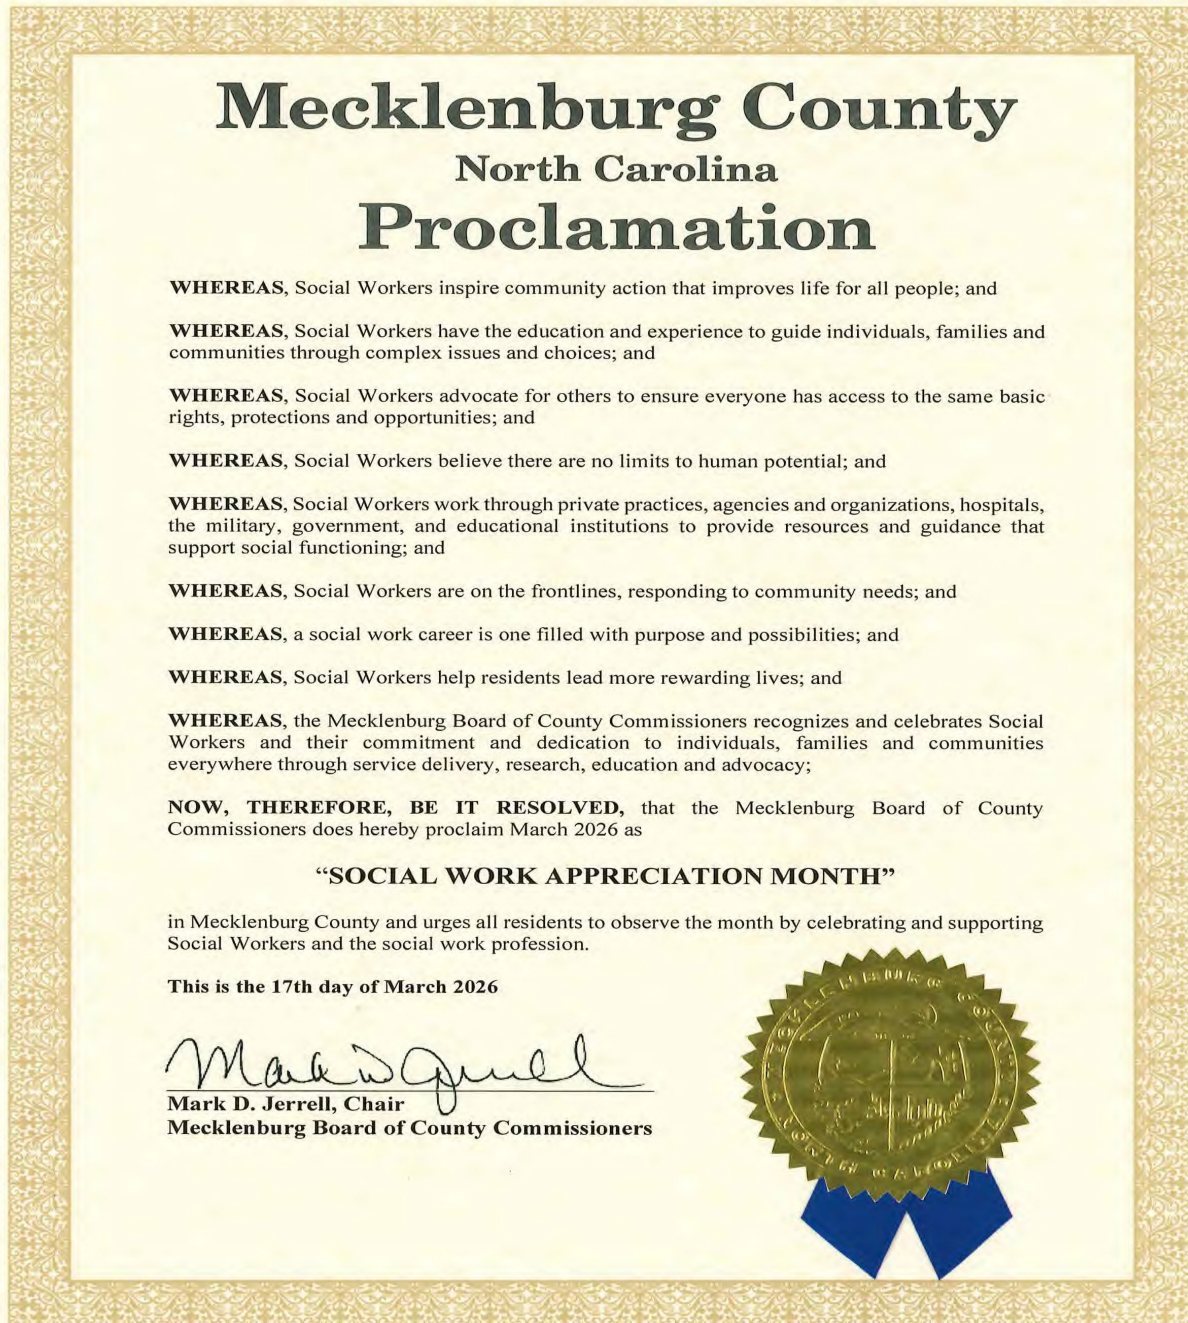 Mecklenburg County
North Carolina
Proclamation
WHEREAS, Social Workers inspire community action that improves life for all people; and
WHEREAS, Social Workers have the education and experience to guide individuals, families and
communities through complex issues and choices; and
WHEREAS, Social Workers advocate for others to ensure everyone has access to the same basic
rights, protections and opportunities; and
WHEREAS, Social Workers believe there are no limits to human potential; and
WHEREAS, Social Workers work through private practices, agencies and organizations, hospitals,
the military, government, and educational institutions to provide resources and guidance that
support social functioning; and
WHEREAS, Social Workers are on the frontlines, responding to community needs; and
WHEREAS, a social work career is one filled with purpose and possibilities; and
WHEREAS, Social Workers help residents lead more rewarding lives; and
WHEREAS, the Mecklenburg Board of County Commissioners recognizes and celebrates Social
Workers and their commitment and dedication to individuals, families and communities
everywhere through service delivery, research, education and advocacy;
NOW, THEREFORE, BE IT RESOLVED, that the Mecklenburg Board of County
Commissioners does hereby proclaim March 2026 as
“SOCIAL WORK APPRECIATION MONTH”
in Mecklenburg County and urges all residents to observe the month by celebrating and supporting
Social Workers and the social work profession.
This is the 17th day of March 2026
Mark D Jerrell
Mark D. Jerrell, Chair
Mecklenburg Board of County Commissioners
MECKLENBURG COUNTY
NORTH CAROLINA